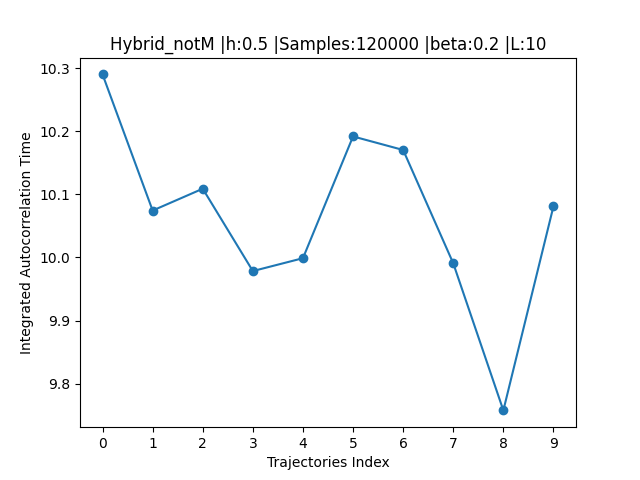 Hybrid_notM |h:0.5 |Samples:120000 |beta:0.2 |L:10
Integrated Autocorrelation Time
10.3
10.2
10.1
10.0
9.9
9.8
0 1 2 3 4 5 6 7 8 9
Trajectories Index